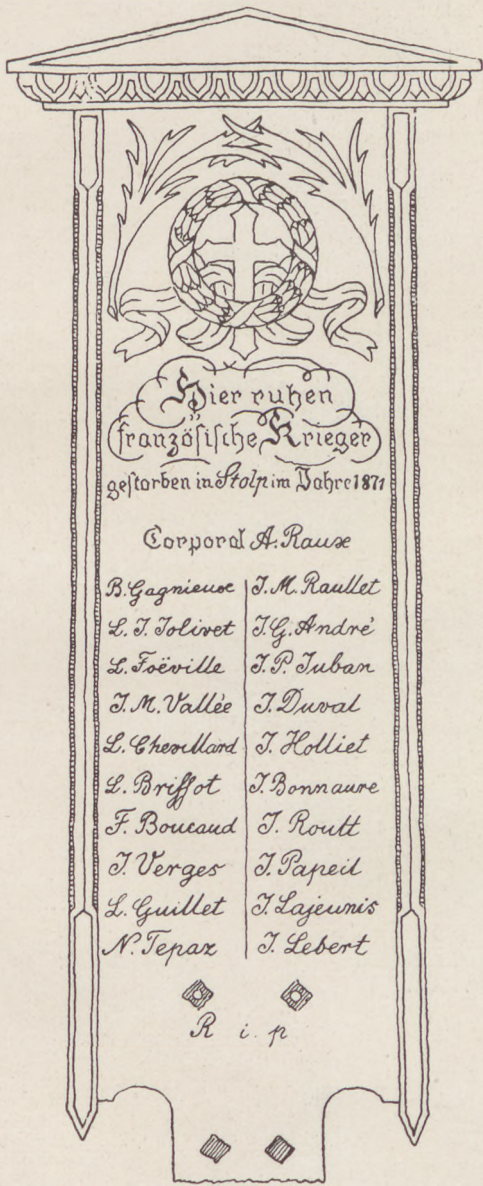 Hier ruhen
französische Krieger
gestorben in Stolp im Jahre 1871
Corporal A. Raux
B. Gagnieux J. M. Raullet
L. J. Jolivet J. G. André
L. Foëville J. P. Juban
J. M. Vallée J. Duval
L. Chevillard J. Holliet
L. Briffot J. Bonnaure
F. Boucaud J. Routt
J. Verges J. Papeil
L. Guillet J. Lajeunis
N. Tepaz J. Lebert
R i. p